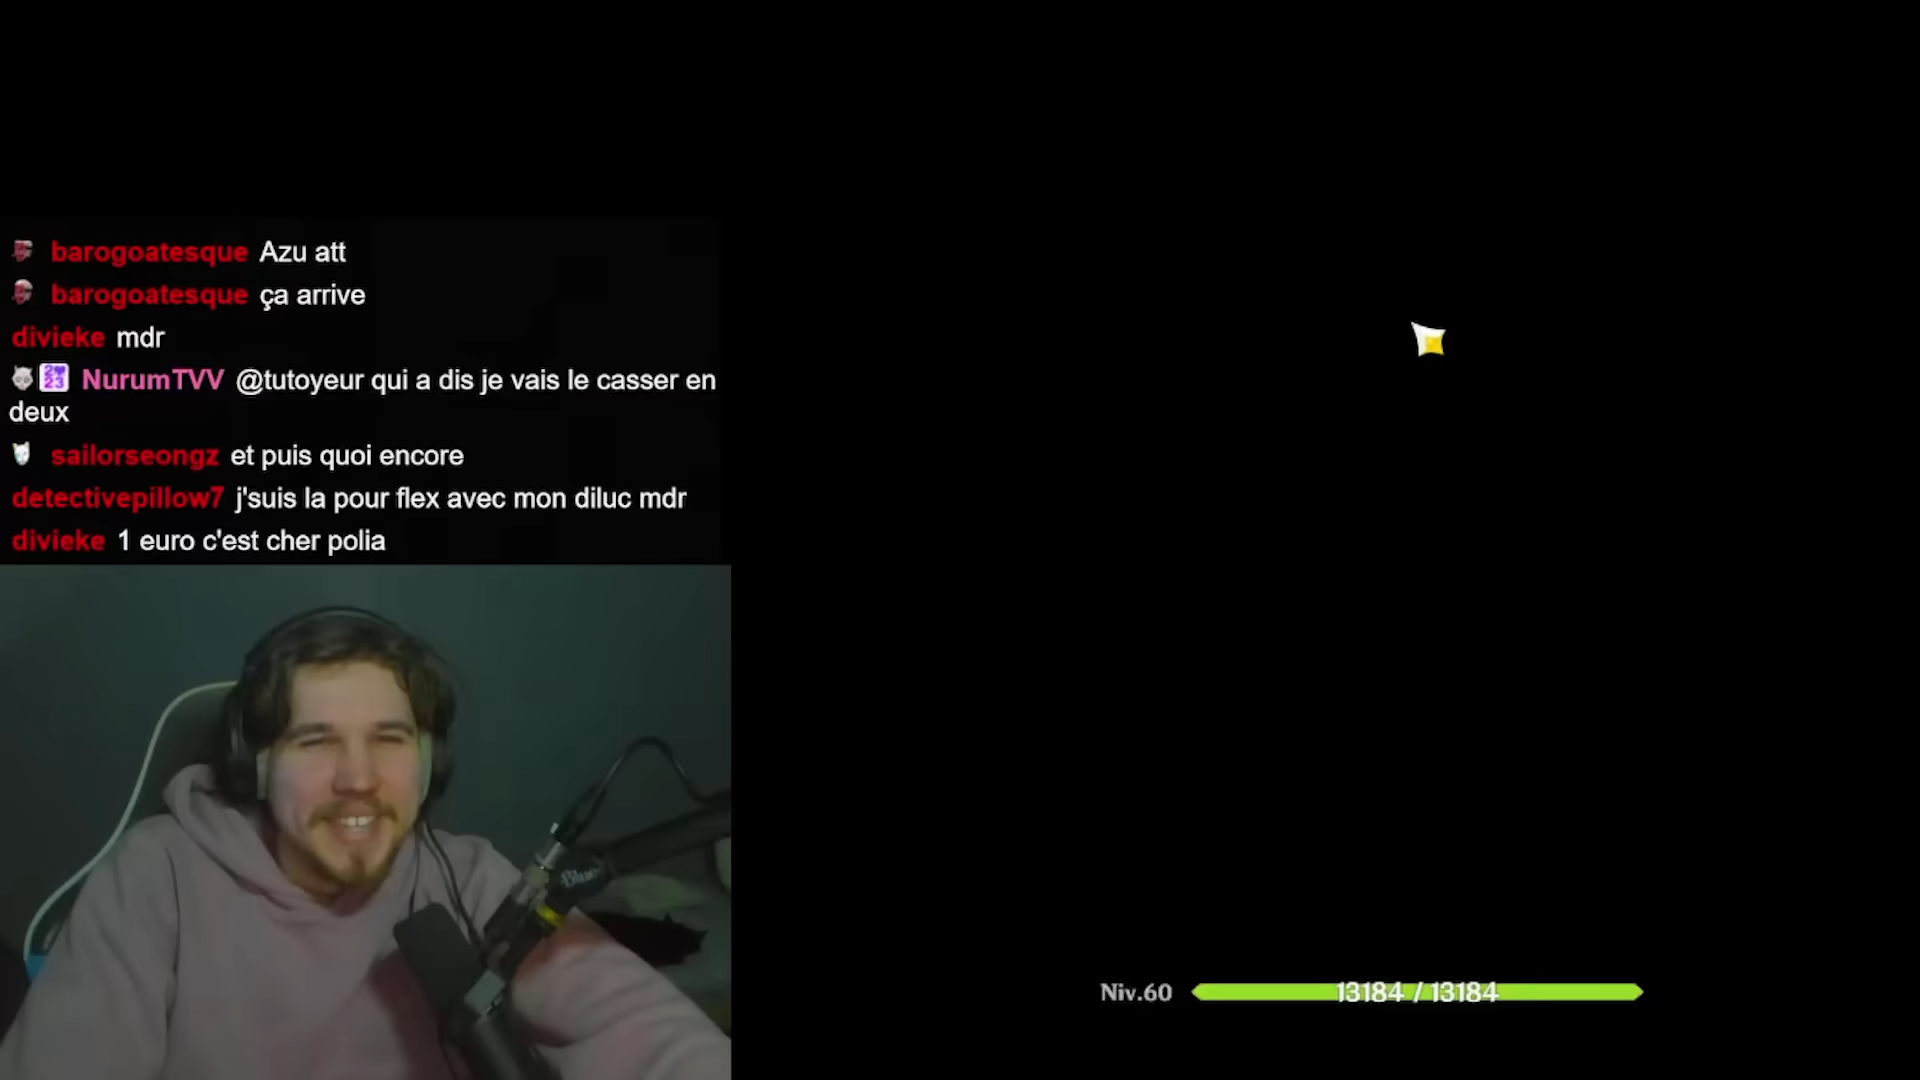 barogoatesque Azu att
barogoatesque ça arrive
divieke mdr
2023 NurumTVV @tutoyeur qui a dis je vais le casser en
deux
sailorseongz et puis quoi encore
detectivepillow7 j'suis la pour flex avec mon diluc mdr
divieke 1 euro c'est cher polia
Blue
Niv.60 13184 / 13184